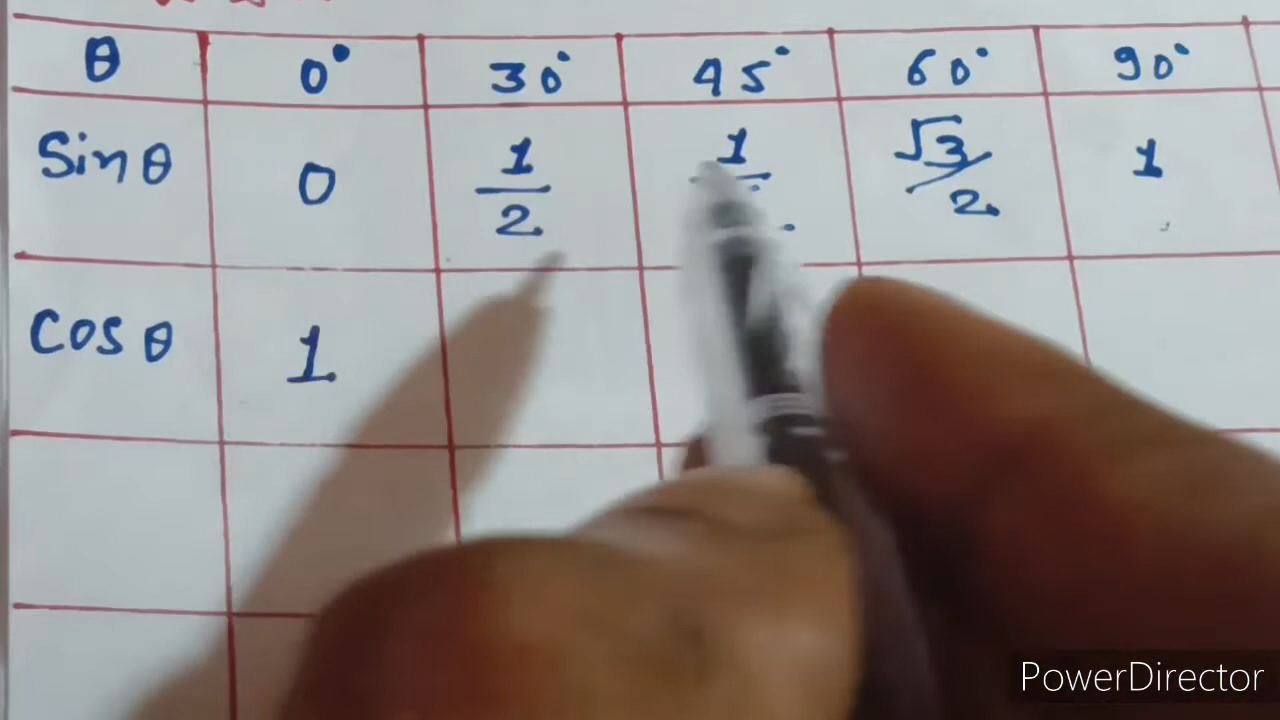 θ 0° 30° 45° 60° 90°
Sinθ 0 1/2 1 √3/2 1
Cosθ 1
PowerDirector